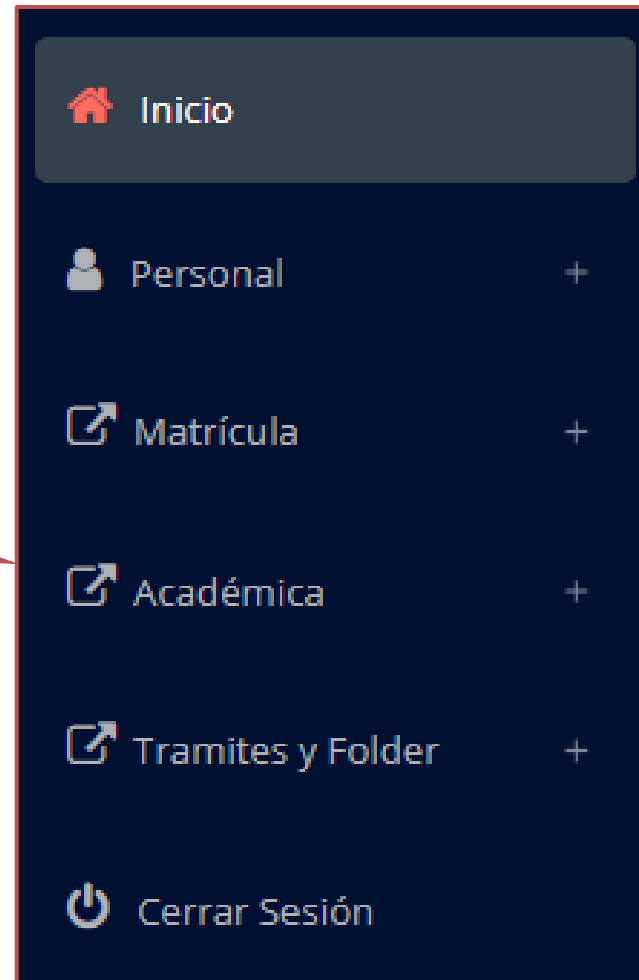 Inicio
Personal +
Matrícula +
Académica +
Tramites y Folder +
Cerrar Sesión